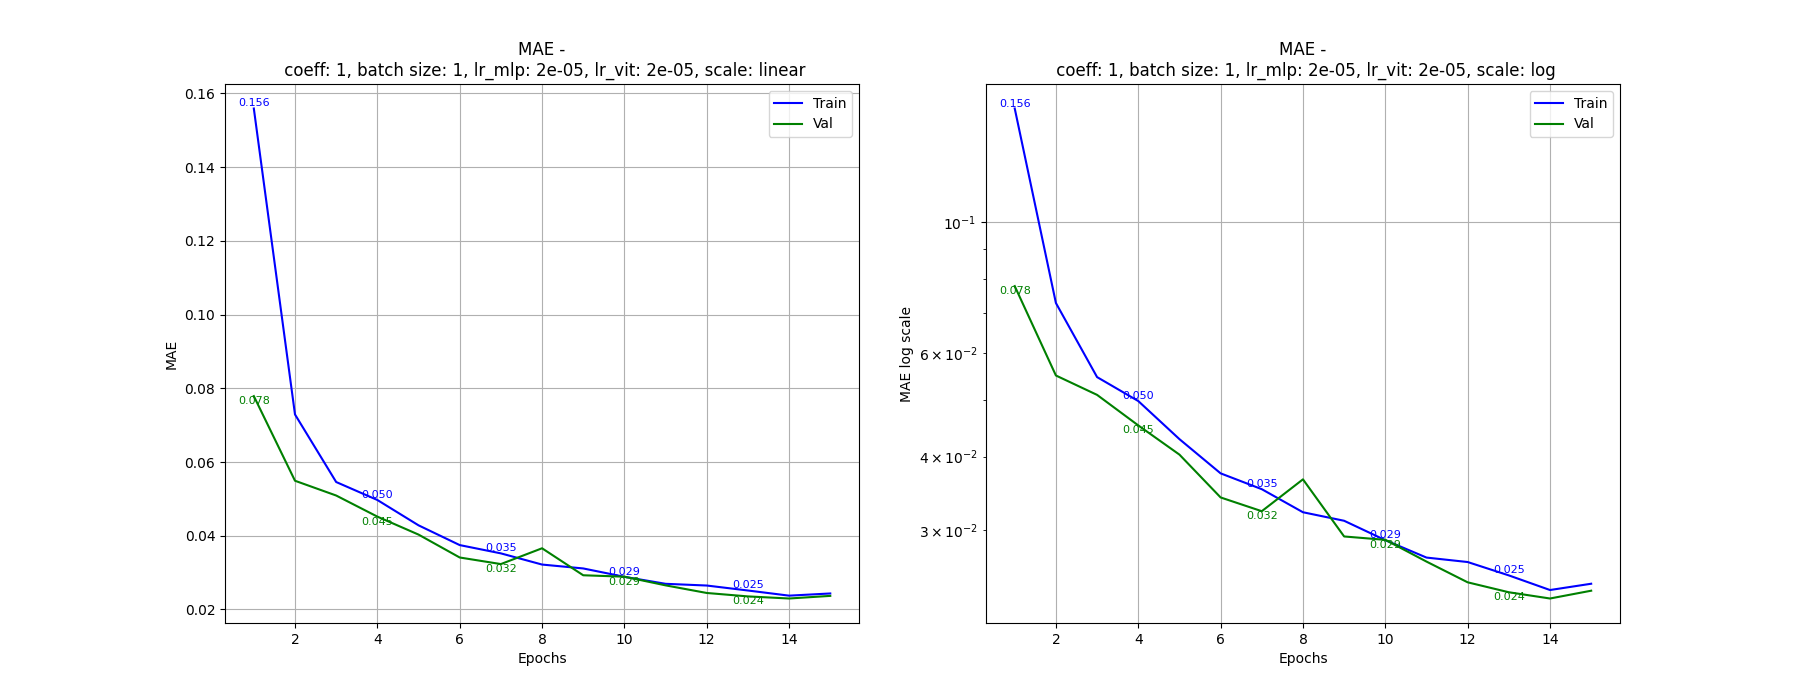 MAE -
coeff: 1, batch size: 1, lr_mlp: 2e-05, lr_vit: 2e-05, scale: linear
Train
Val
0.16
0.14
0.12
0.10
0.08
0.06
0.04
0.02
MAE
0.156
0.078
0.050
0.045
0.035
0.032
0.029
0.029
0.025
0.024
2 4 6 8 10 12 14
Epochs
MAE -
coeff: 1, batch size: 1, lr_mlp: 2e-05, lr_vit: 2e-05, scale: log
Train
Val
10⁻¹
6 × 10⁻²
4 × 10⁻²
3 × 10⁻²
MAE log scale
0.156
0.078
0.050
0.045
0.035
0.032
0.029
0.029
0.025
0.024
2 4 6 8 10 12 14
Epochs